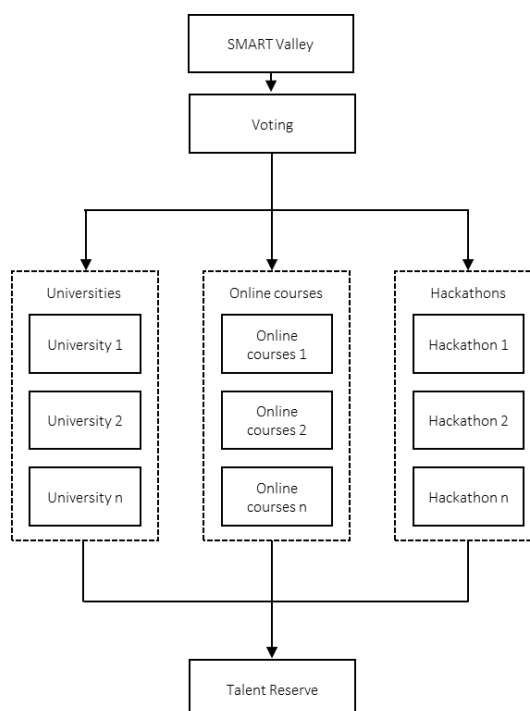 SMART Valley
Voting
Universities
University 1
University 2
University n
Online courses
Online
courses 1
Online
courses 2
Online
courses n
Hackathons
Hackathon 1
Hackathon 2
Hackathon n
Talent Reserve